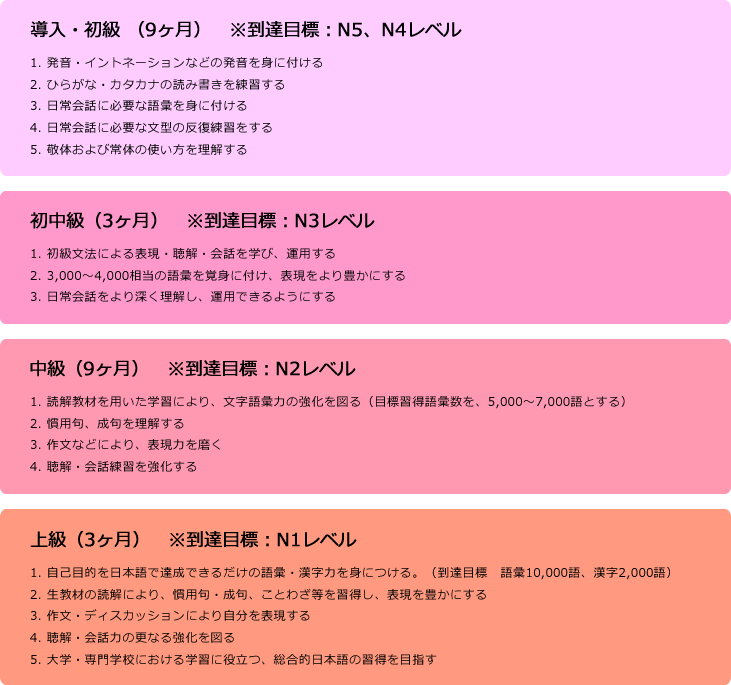 導入・初級 （9ヶ月）　※到達目標：N5、N4レベル
1. 発音・イントネーションなどの発音を身に付ける
2. ひらがな・カタカナの読み書きを練習する
3. 日常会話に必要な語彙を身に付ける
4. 日常会話に必要な文型の反復練習をする
5. 敬体および常体の使い方を理解する
初中級（3ヶ月）　※到達目標：N3レベル
1. 初級文法による表現・聴解・会話を学び、運用する
2. 3,000～4,000相当の語彙を覚身に付け、表現をより豊かにする
3. 日常会話をより深く理解し、運用できるようにする
中級（9ヶ月）　※到達目標：N2レベル
1. 読解教材を用いた学習により、文字語彙力の強化を図る（目標習得語彙数を、5,000～7,000語とする）
2. 慣用句、成句を理解する
3. 作文などにより、表現力を磨く
4. 聴解・会話練習を強化する
上級（3ヶ月）　※到達目標：N1レベル
1. 自己目的を日本語で達成できるだけの語彙・漢字力を身につける。（到達目標　語彙10,000語、漢字2,000語）
2. 生教材の読解により、慣用句・成句、ことわざ等を習得し、表現を豊かにする
3. 作文・ディスカッションにより自分を表現する
4. 聴解・会話力の更なる強化を図る
5. 大学・専門学校における学習に役立つ、総合的日本語の習得を目指す